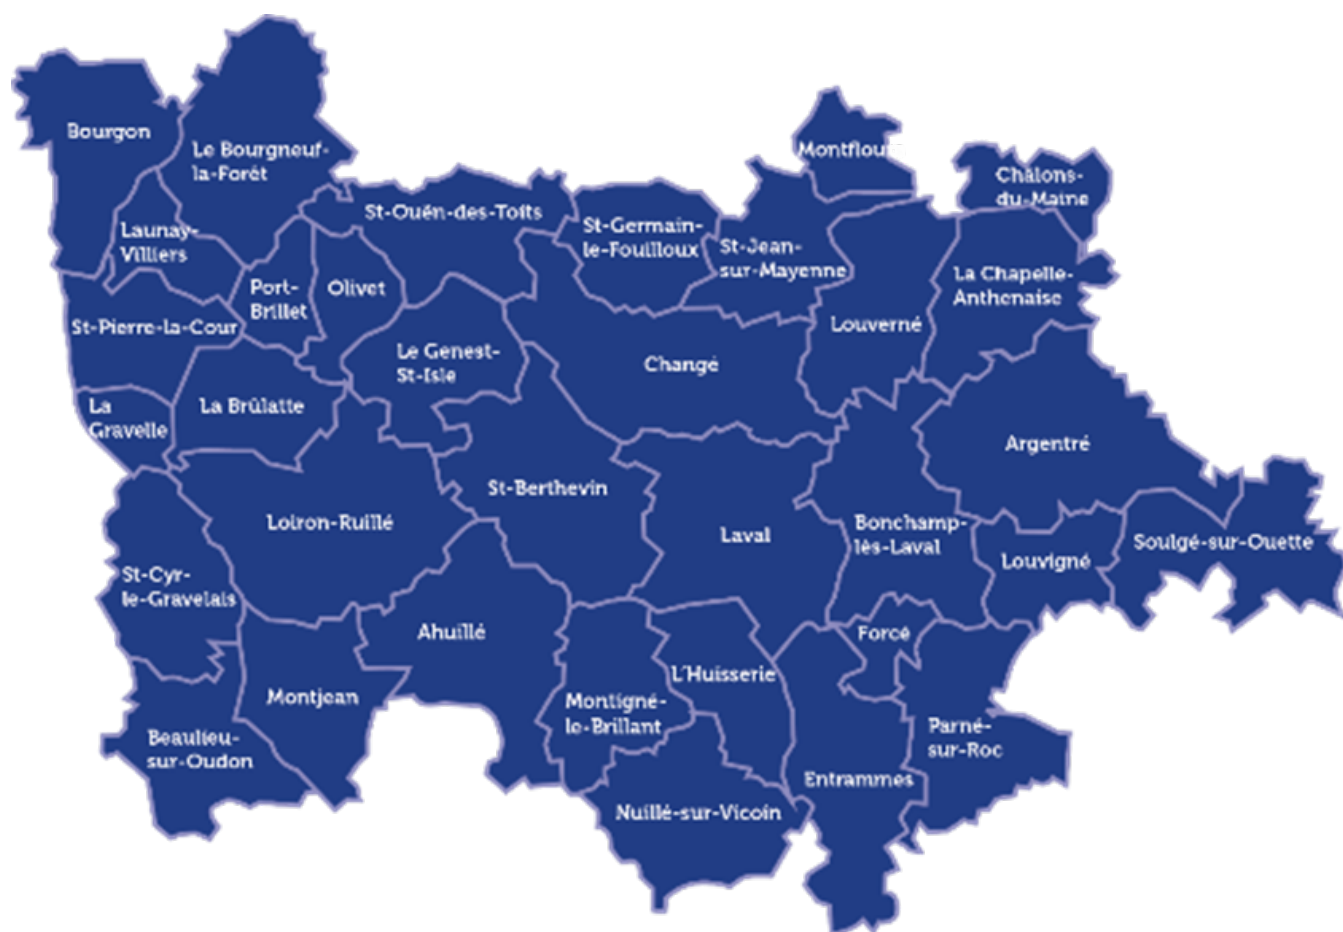 Bourgon
Le Bourgneuf-
la-Forêt
Montflours
Châlons-
du-Maine
St-Ouën-des-Toits
St-Germain-
le-Fouilloux
St-Jean-
sur-Mayenne
Launay-
Villiers
La Chapelle-
Anthenaise
Port-
Brillet
Olivet
St-Pierre-la-Cour
Louverné
Le Genest-
St-Isle
Changé
La
Gravelle
La Brûlatte
Argentré
St-Berthevin
Loiron-Ruillé
Laval
Bonchamp-
lès-Laval
Louvigné
Soulgé-sur-Ouette
St-Cyr-
le-Gravelais
Ahuillé
Forcé
L'Huisserie
Montjean
Montigné-
le-Brillant
Parné-
sur-Roc
Beaulieu-
sur-Oudon
Entrammes
Nuillé-sur-Vicoin